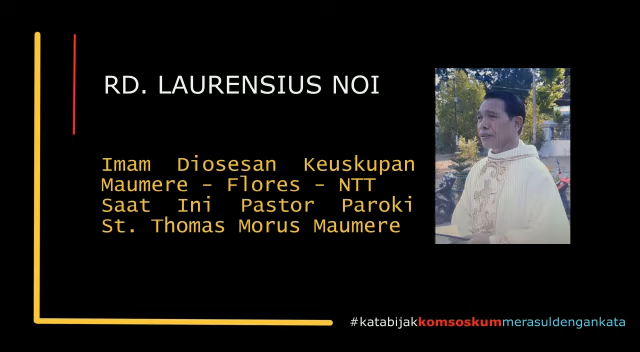 RD. LAURENSIUS NOI
Imam Diosesan Keuskupan
Maumere – Flores – NTT
Saat Ini Pastor Paroki
St. Thomas Morus Maumere
#katabijakkomsoskummerasuldengankata